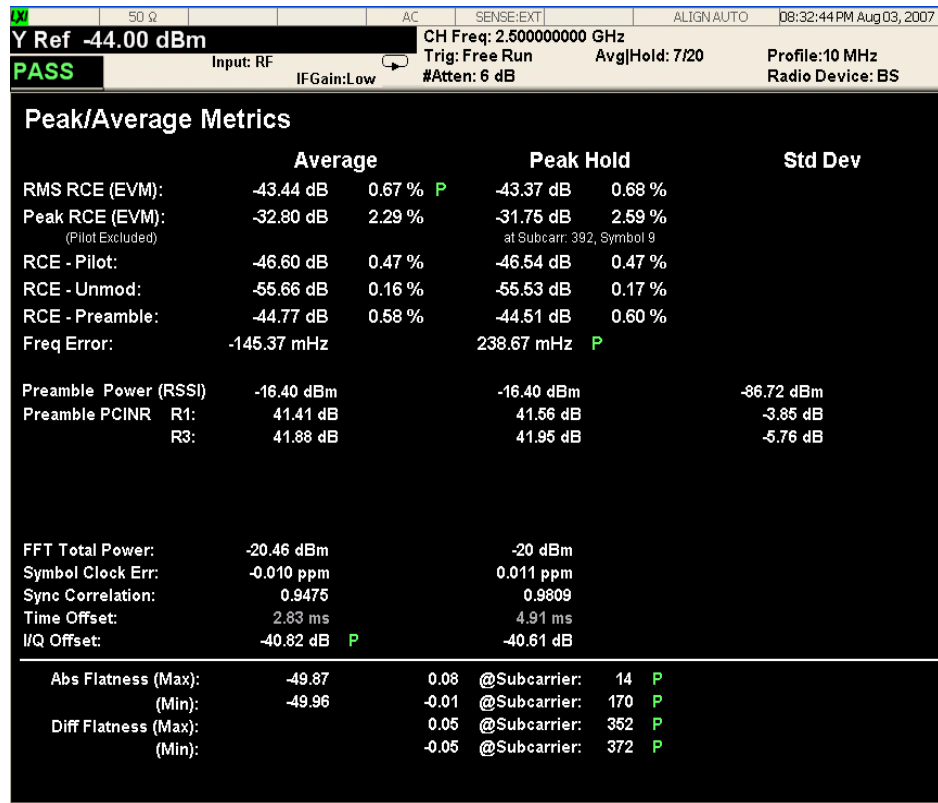 LXI 50 Ω AC SENSE:EXT ALIGN AUTO 08:32:44 PM Aug 03, 2007
Y Ref -44.00 dBm CH Freq: 2.500000000 GHz
Input: RF Trig: Free Run Avg|Hold: 7/20 Profile:10 MHz
PASS IFGain:Low #Atten: 6 dB Radio Device: BS
Peak/Average Metrics
Average Peak Hold Std Dev
RMS RCE (EVM): -43.44 dB 0.67 % P -43.37 dB 0.68 %
Peak RCE (EVM): -32.80 dB 2.29 % -31.75 dB 2.59 %
(Pilot Excluded) at Subcarr: 392, Symbol 9
RCE - Pilot: -46.60 dB 0.47 % -46.54 dB 0.47 %
RCE - Unmod: -55.66 dB 0.16 % -55.53 dB 0.17 %
RCE - Preamble: -44.77 dB 0.58 % -44.51 dB 0.60 %
Freq Error: -145.37 mHz 238.67 mHz P
Preamble Power (RSSI) -16.40 dBm -16.40 dBm -86.72 dBm
Preamble PCINR R1: 41.41 dB 41.56 dB -3.85 dB
R3: 41.88 dB 41.95 dB -5.76 dB
FFT Total Power: -20.46 dBm -20 dBm
Symbol Clock Err: -0.010 ppm 0.011 ppm
Sync Correlation: 0.9475 0.9809
Time Offset: 2.83 ms 4.91 ms
I/Q Offset: -40.82 dB P -40.61 dB
Abs Flatness (Max): -49.87 0.08 @Subcarrier: 14 P
(Min): -49.96 -0.01 @Subcarrier: 170 P
Diff Flatness (Max): 0.05 @Subcarrier: 352 P
(Min): -0.05 @Subcarrier: 372 P